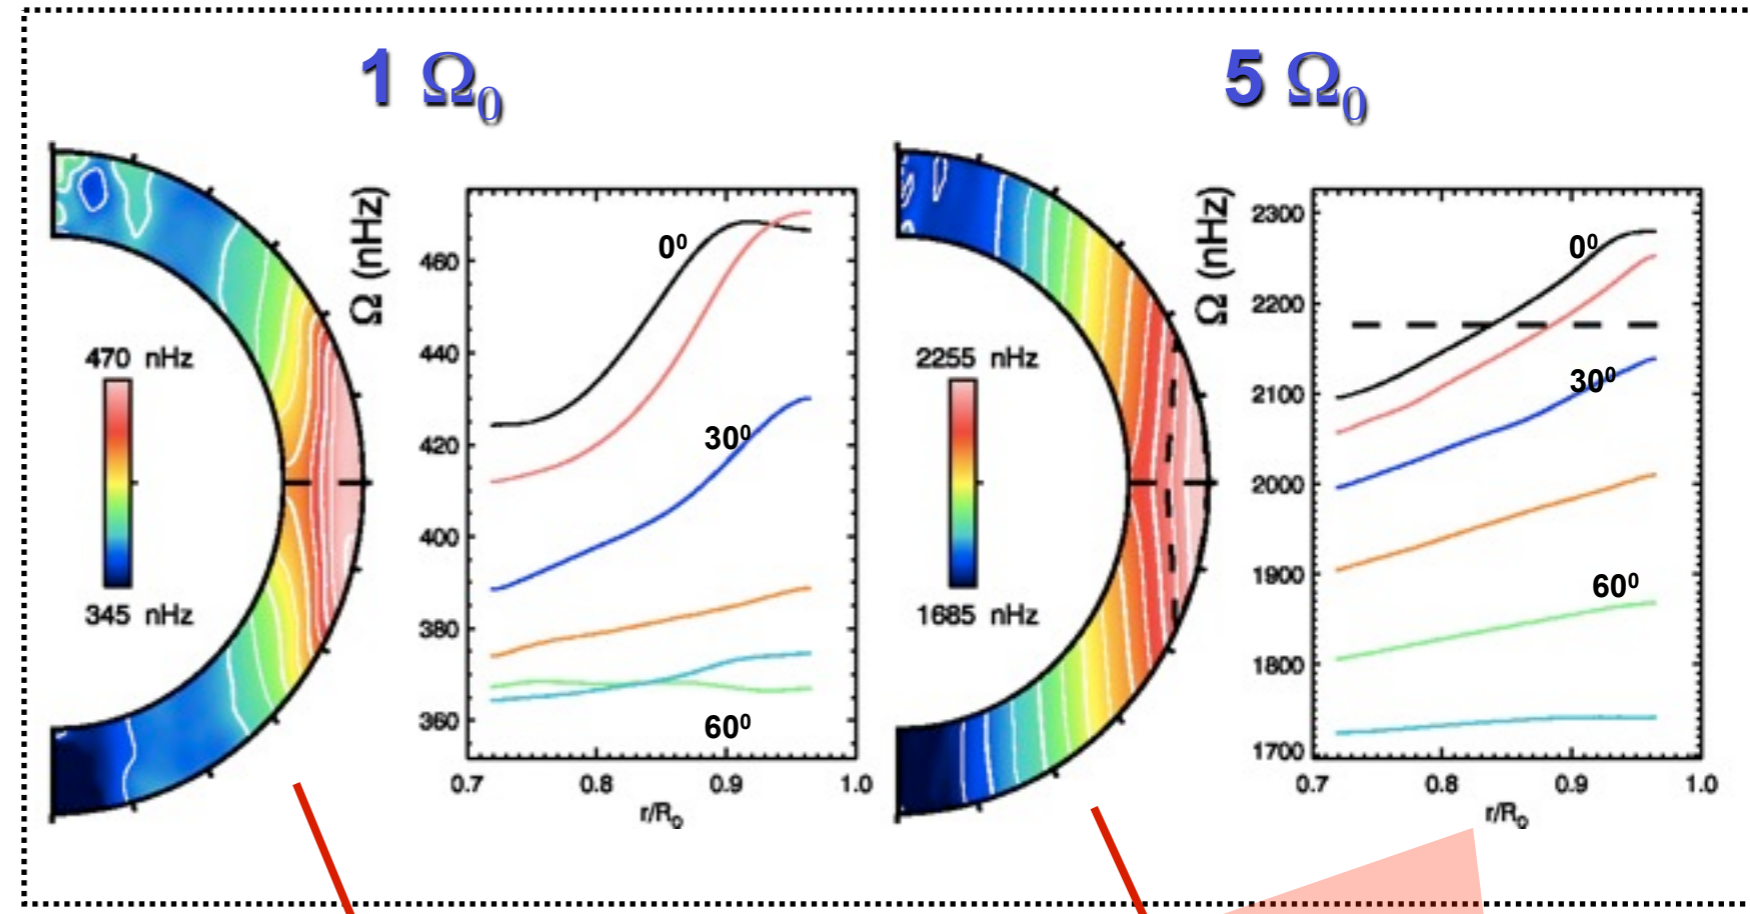 1 Ω₀
5 Ω₀
Ω (nHz)
470 nHz
345 nHz
460
440
420
400
380
360
0⁰
30⁰
60⁰
0.7 0.8 0.9 1.0
r/R₀
Ω (nHz)
2255 nHz
1685 nHz
2300
2200
2100
2000
1900
1800
1700
0⁰
30⁰
60⁰
0.7 0.8 0.9 1.0
r/R₀